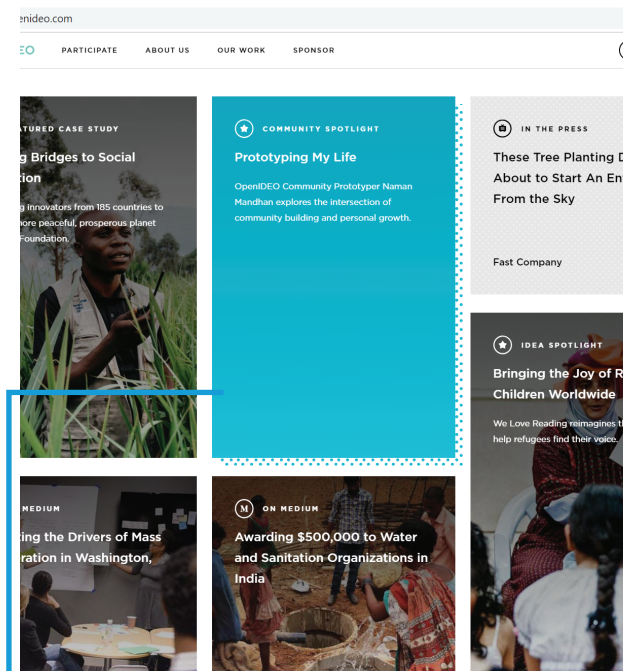 enideo.com
EO PARTICIPATE ABOUT US OUR WORK SPONSOR
ATURED CASE STUDY
g Bridges to Social
tion
g innovators from 185 countries to
more peaceful, prosperous planet
Foundation.
COMMUNITY SPOTLIGHT
Prototyping My Life
OpenIDEO Community Prototyper Naman
Mandhan explores the intersection of
community building and personal growth.
IN THE PRESS
These Tree Planting D
About to Start An En
From the Sky
Fast Company
IDEA SPOTLIGHT
Bringing the Joy of R
Children Worldwide
We Love Reading reimagines th
help refugees find their voice.
MEDIUM
ting the Drivers of Mass
ration in Washington,
M ON MEDIUM
Awarding $500,000 to Water
and Sanitation Organizations in
India